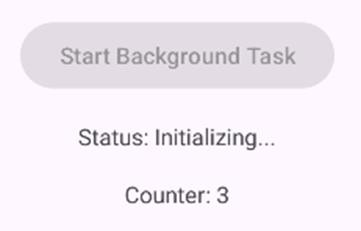 Start Background Task
Status: Initializing...
Counter: 3